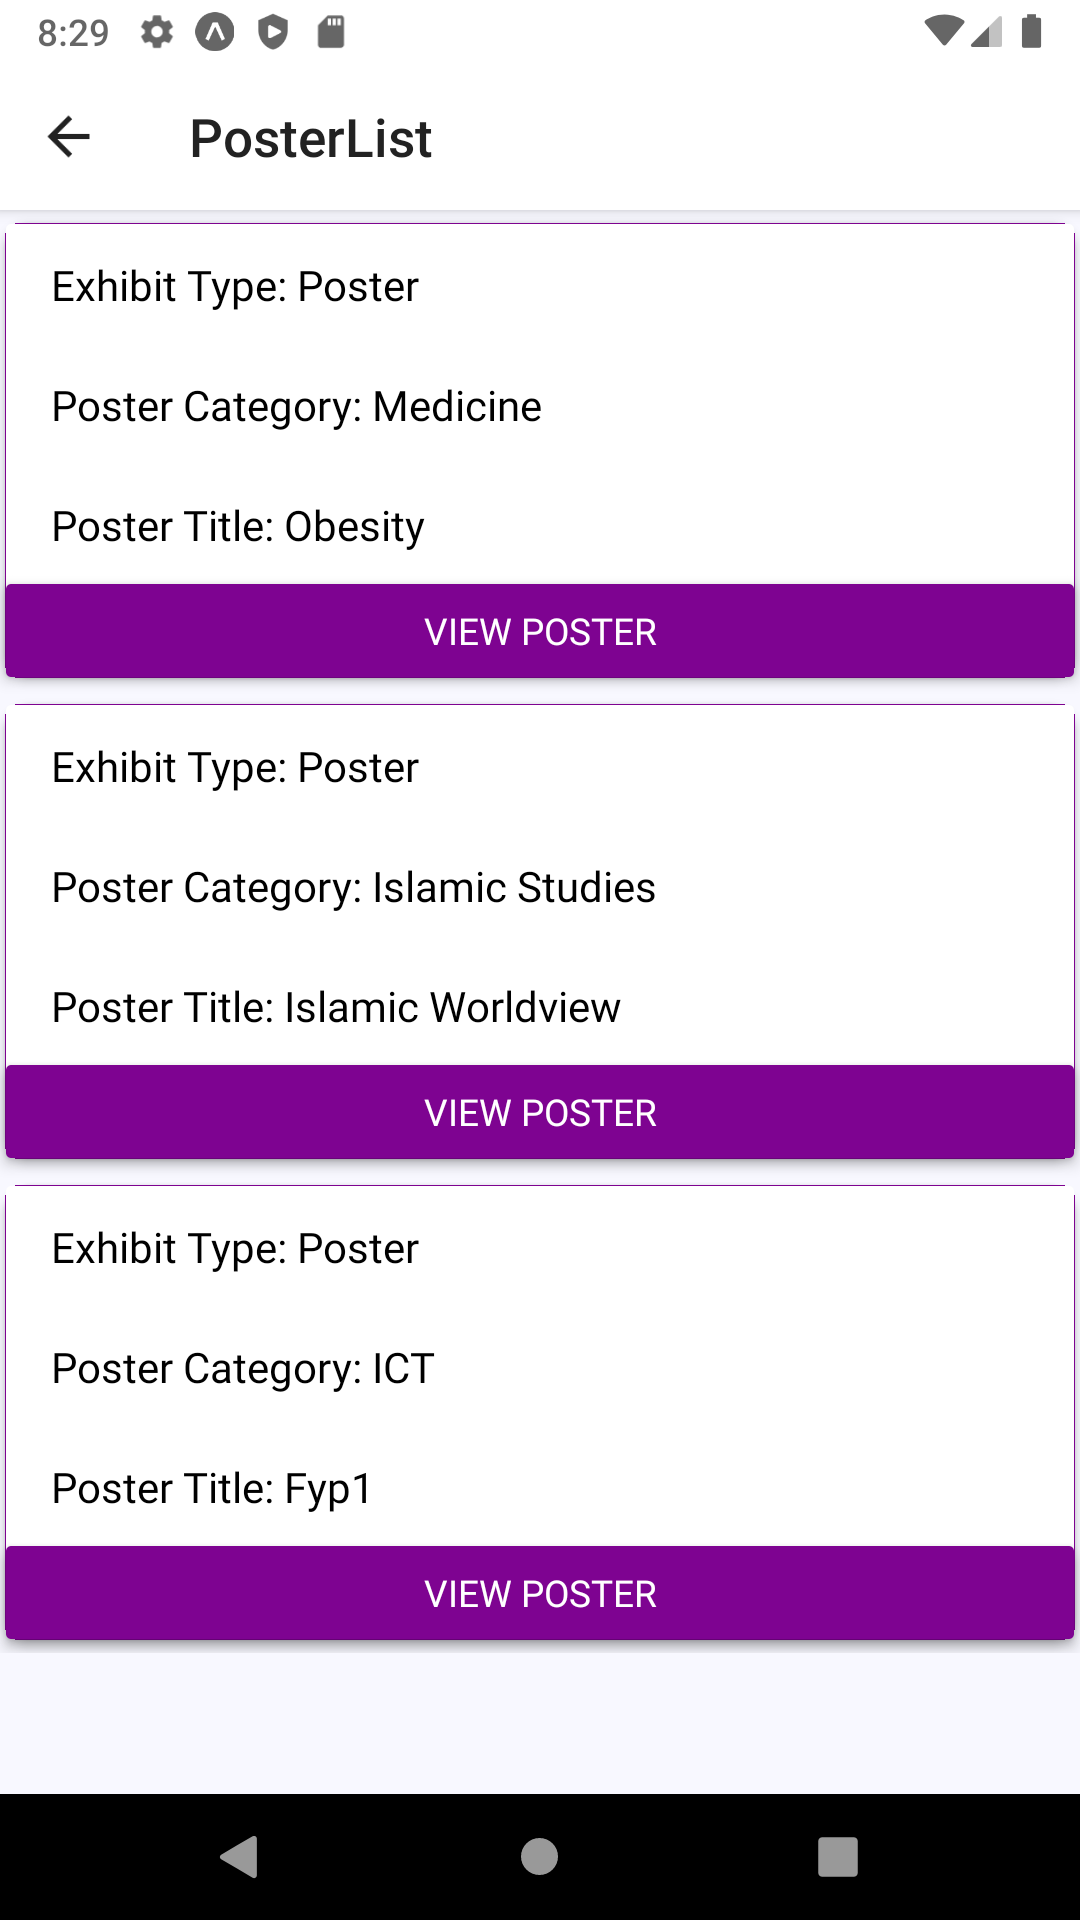 8:29
PosterList
Exhibit Type: Poster
Poster Category: Medicine
Poster Title: Obesity
VIEW POSTER
Exhibit Type: Poster
Poster Category: Islamic Studies
Poster Title: Islamic Worldview
VIEW POSTER
Exhibit Type: Poster
Poster Category: ICT
Poster Title: Fyp1
VIEW POSTER